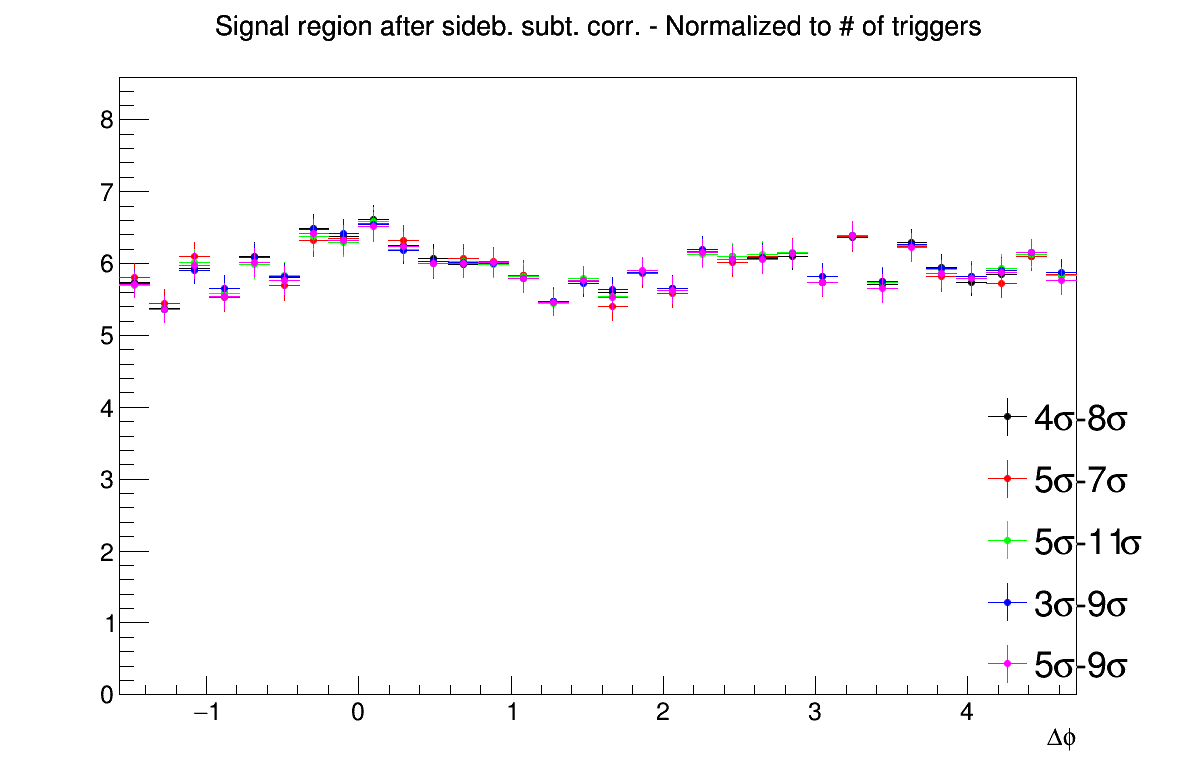 Signal region after sideb. subt. corr. - Normalized to # of triggers
8
7
6
5
4
3
2
1
0
4σ-8σ
5σ-7σ
5σ-11σ
3σ-9σ
5σ-9σ
−1 0 1 2 3 4
Δϕ